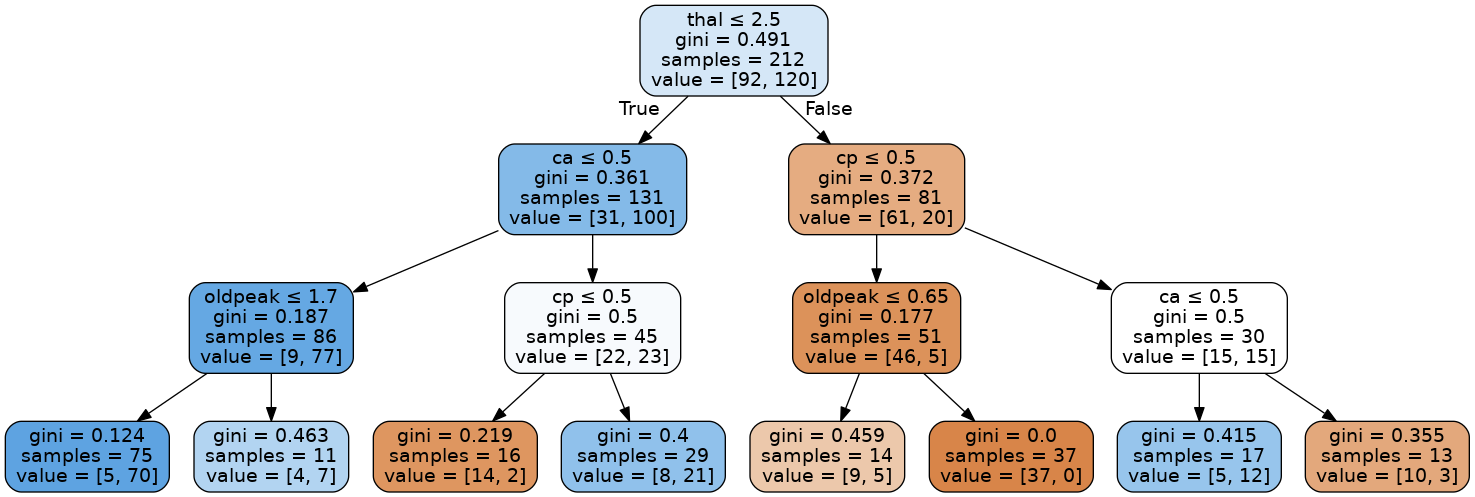 thal ≤ 2.5
gini = 0.491
samples = 212
value = [92, 120]
True
False
ca ≤ 0.5
gini = 0.361
samples = 131
value = [31, 100]
cp ≤ 0.5
gini = 0.372
samples = 81
value = [61, 20]
oldpeak ≤ 1.7
gini = 0.187
samples = 86
value = [9, 77]
cp ≤ 0.5
gini = 0.5
samples = 45
value = [22, 23]
oldpeak ≤ 0.65
gini = 0.177
samples = 51
value = [46, 5]
ca ≤ 0.5
gini = 0.5
samples = 30
value = [15, 15]
gini = 0.124
samples = 75
value = [5, 70]
gini = 0.463
samples = 11
value = [4, 7]
gini = 0.219
samples = 16
value = [14, 2]
gini = 0.4
samples = 29
value = [8, 21]
gini = 0.459
samples = 14
value = [9, 5]
gini = 0.0
samples = 37
value = [37, 0]
gini = 0.415
samples = 17
value = [5, 12]
gini = 0.355
samples = 13
value = [10, 3]